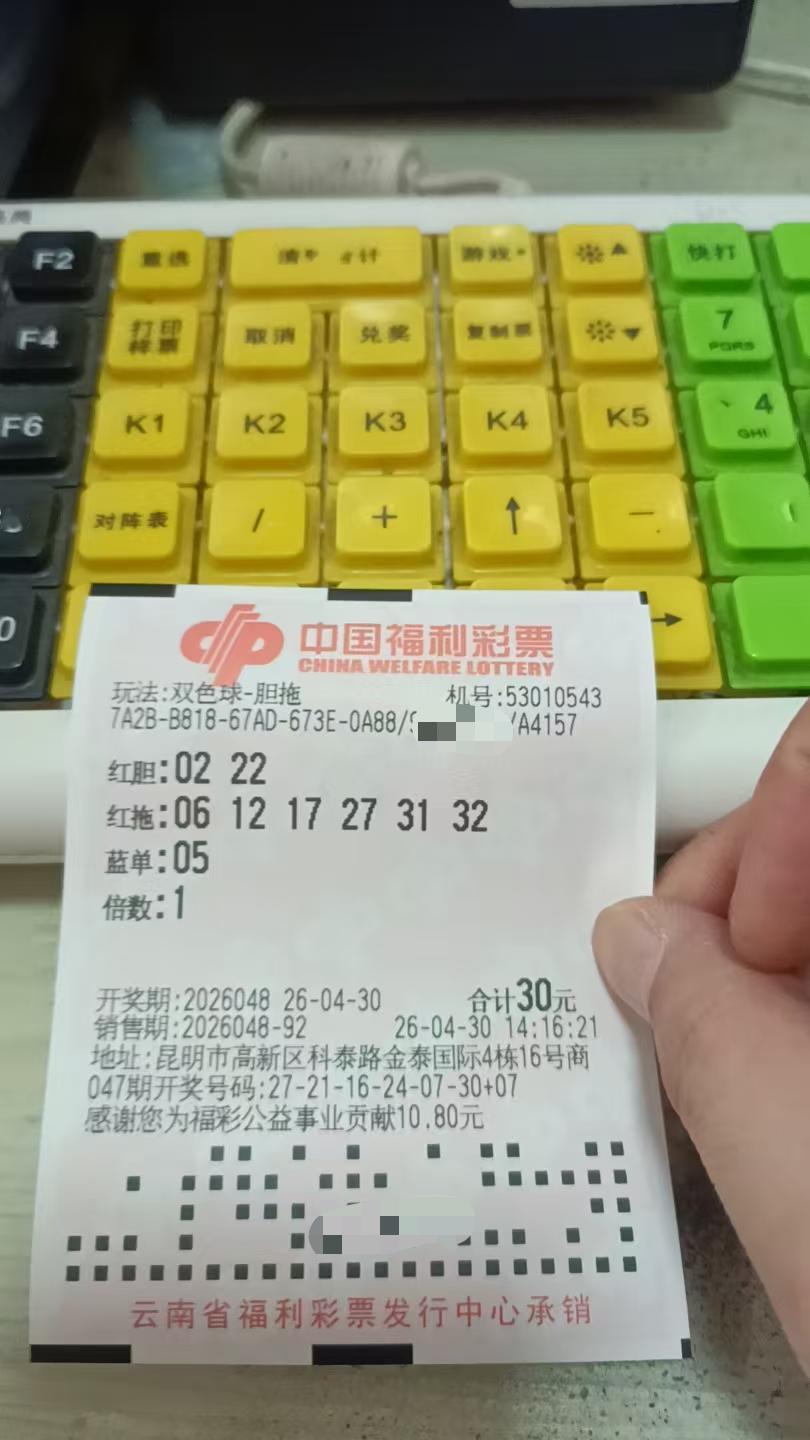 F2
重选
游戏
快打
F4
打印
样票
取消
兑奖
复制票
7
PQRS
F6
K1
K2
K3
K4
K5
4
GHI
对阵表
/
+
↑
-
0
→
中国福利彩票
CHINA WELFARE LOTTERY
玩法:双色球-胆拖 机号:53010543
7A2B-B818-67AD-673E-0A88/ /A4157
红胆:02 22
红拖:06 12 17 27 31 32
蓝单:05
倍数:1
开奖期:2026048 26-04-30 合计30元
销售期:2026048-92 26-04-30 14:16:21
地址:昆明市高新区科泰路金泰国际4栋16号商
047期开奖号码:27-21-16-24-07-30+07
感谢您为福彩公益事业贡献10.80元
云南省福利彩票发行中心承销